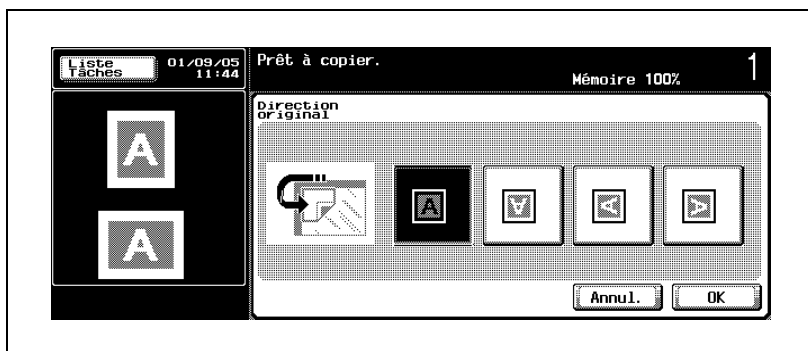 Liste
Tâches
01/09/05
11:44
Prêt à copier.
Mémoire 100%
1
A
A
Direction
original
A
A
A
A
Annul.
OK